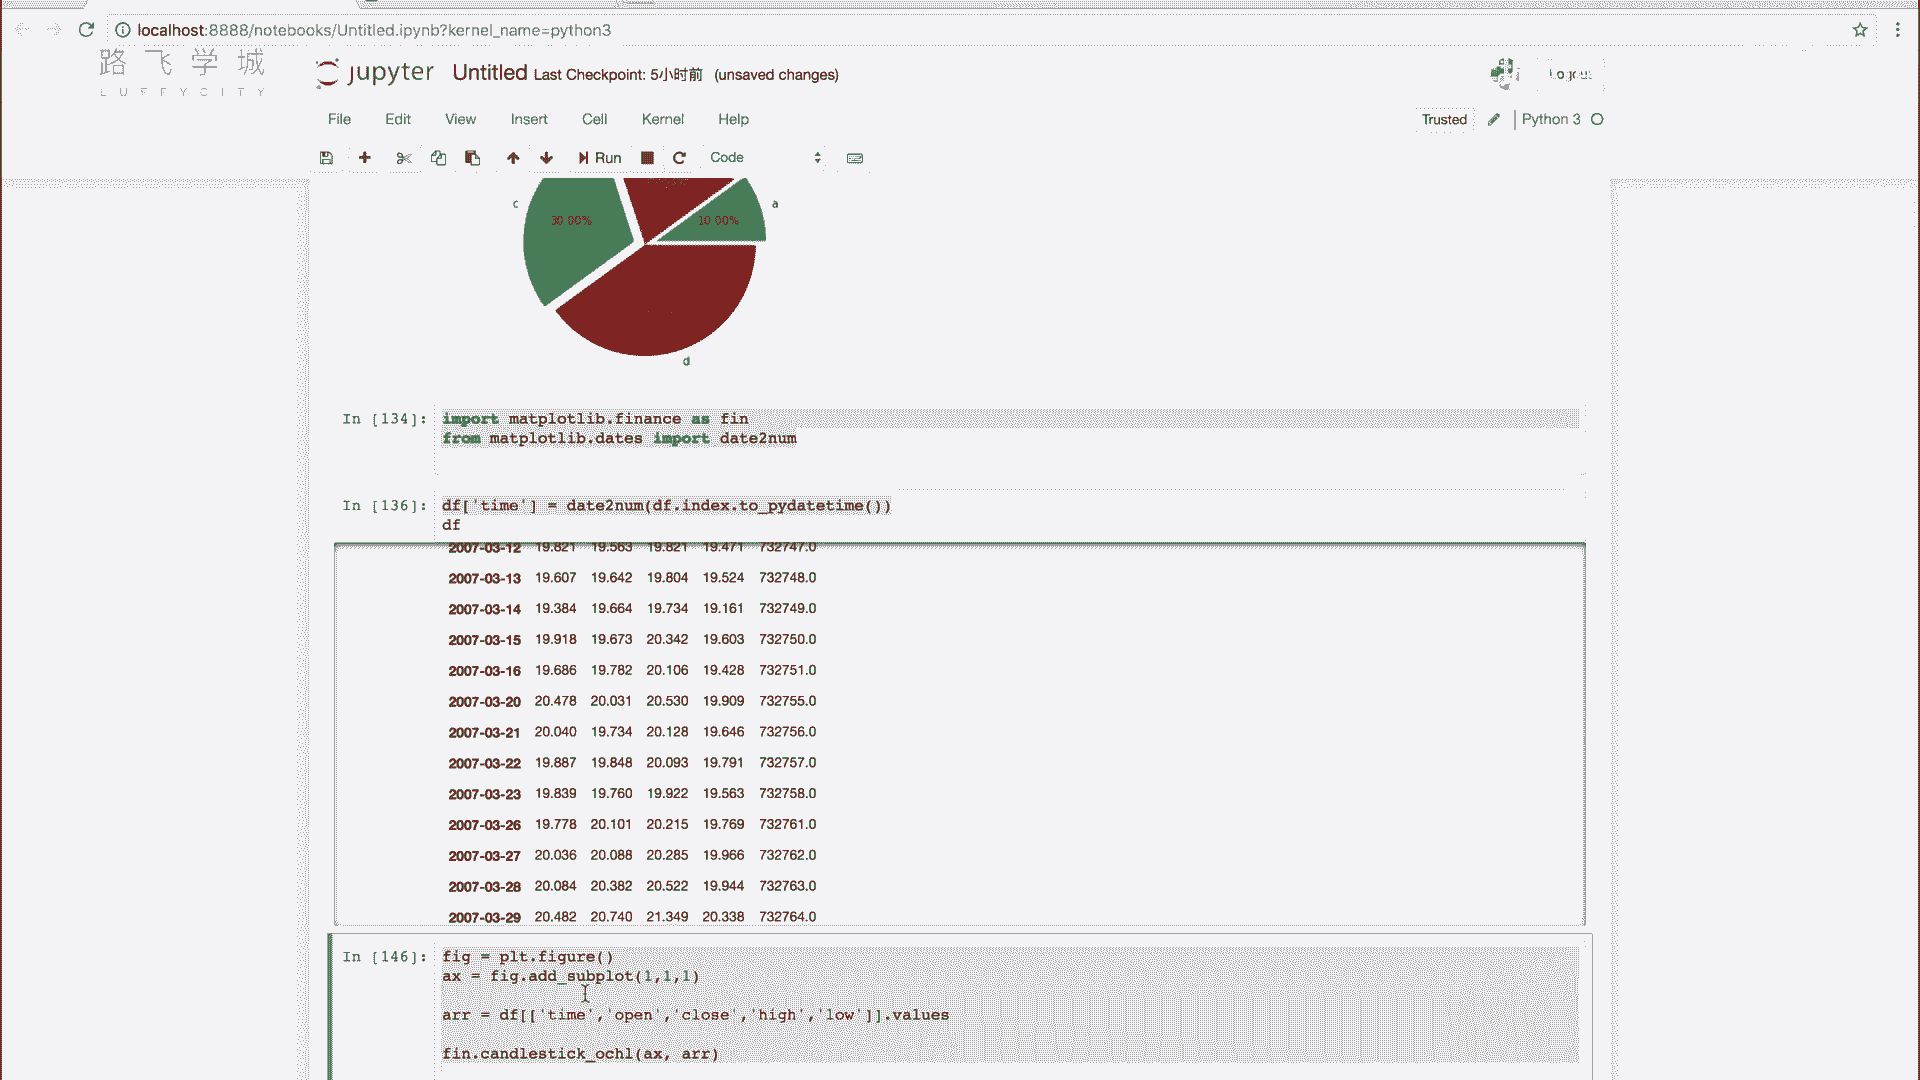 localhost:8888/notebooks/Untitled.ipynb?kernel_name=python3
路飞学城
LUFFYCITY
jupyter Untitled Last Checkpoint: 5小时前 (unsaved changes)
Logout
File Edit View Insert Cell Kernel Help
Trusted Python 3
Run Code
c 30.00% 10.00% a
d
In [134]: import matplotlib.finance as fin
from matplotlib.dates import date2num
In [136]: df['time'] = date2num(df.index.to_pydatetime())
df
2007-03-12 19.821 19.563 19.821 19.471 732747.0
2007-03-13 19.607 19.642 19.804 19.524 732748.0
2007-03-14 19.384 19.664 19.734 19.161 732749.0
2007-03-15 19.918 19.673 20.342 19.603 732750.0
2007-03-16 19.686 19.782 20.106 19.428 732751.0
2007-03-20 20.478 20.031 20.530 19.909 732755.0
2007-03-21 20.040 19.734 20.128 19.646 732756.0
2007-03-22 19.887 19.848 20.093 19.791 732757.0
2007-03-23 19.839 19.760 19.922 19.563 732758.0
2007-03-26 19.778 20.101 20.215 19.769 732761.0
2007-03-27 20.036 20.088 20.285 19.966 732762.0
2007-03-28 20.084 20.382 20.522 19.944 732763.0
2007-03-29 20.482 20.740 21.349 20.338 732764.0
In [146]: fig = plt.figure()
ax = fig.add_subplot(1,1,1)
arr = df[['time','open','close','high','low']].values
fin.candlestick_ochl(ax, arr)